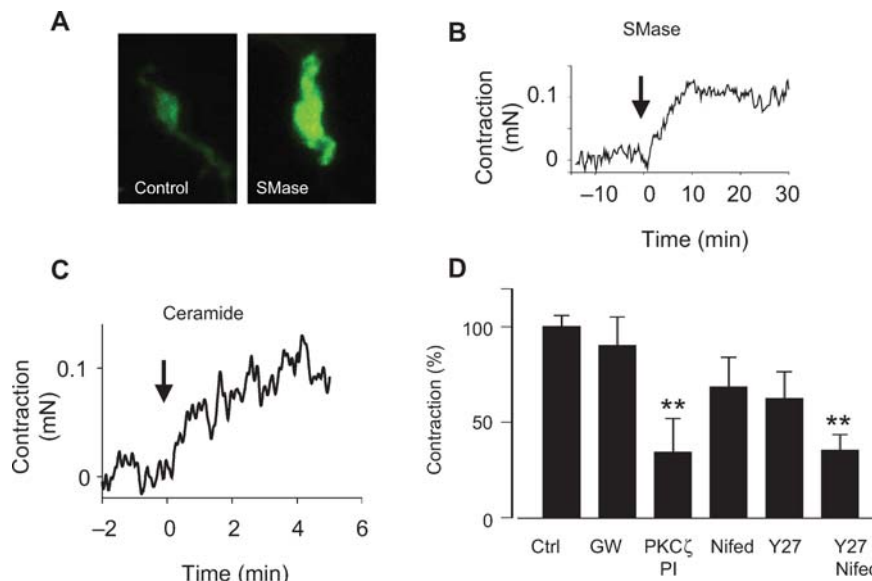 A
Control
SMase
B
SMase
Contraction
(mN)
0.1
0
–10
0
10
20
30
Time (min)
C
Ceramide
Contraction
(mN)
0.1
0
–2
0
2
4
6
Time (min)
D
Contraction (%)
100
50
0
**
**
Ctrl
GW
PKCζ
PI
Nifed
Y27
Y27
Nifed